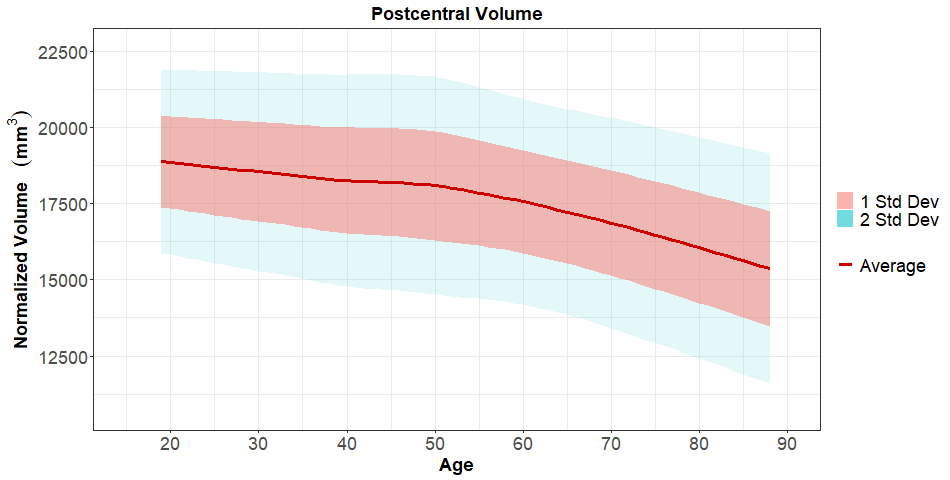 Postcentral Volume
Normalized Volume (mm³)
22500
20000
17500
15000
12500
20 30 40 50 60 70 80 90
Age
1 Std Dev
2 Std Dev
Average